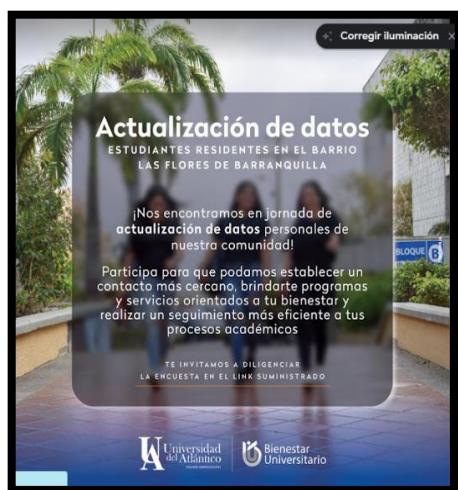 Corregir iluminación
Actualización de datos
ESTUDIANTES RESIDENTES EN EL BARRIO
LAS FLORES DE BARRANQUILLA
¡Nos encontramos en jornada de
actualización de datos personales de
nuestra comunidad!
Participa para que podamos establecer un
contacto más cercano, brindarte programas
y servicios orientados a tu bienestar y
realizar un seguimiento más eficiente a tus
procesos académicos
BLOQUE B
TE INVITAMOS A DILIGENCIAR
LA ENCUESTA EN EL LINK SUMINISTRADO
Universidad
del Atlántico
Bienestar
Universitario